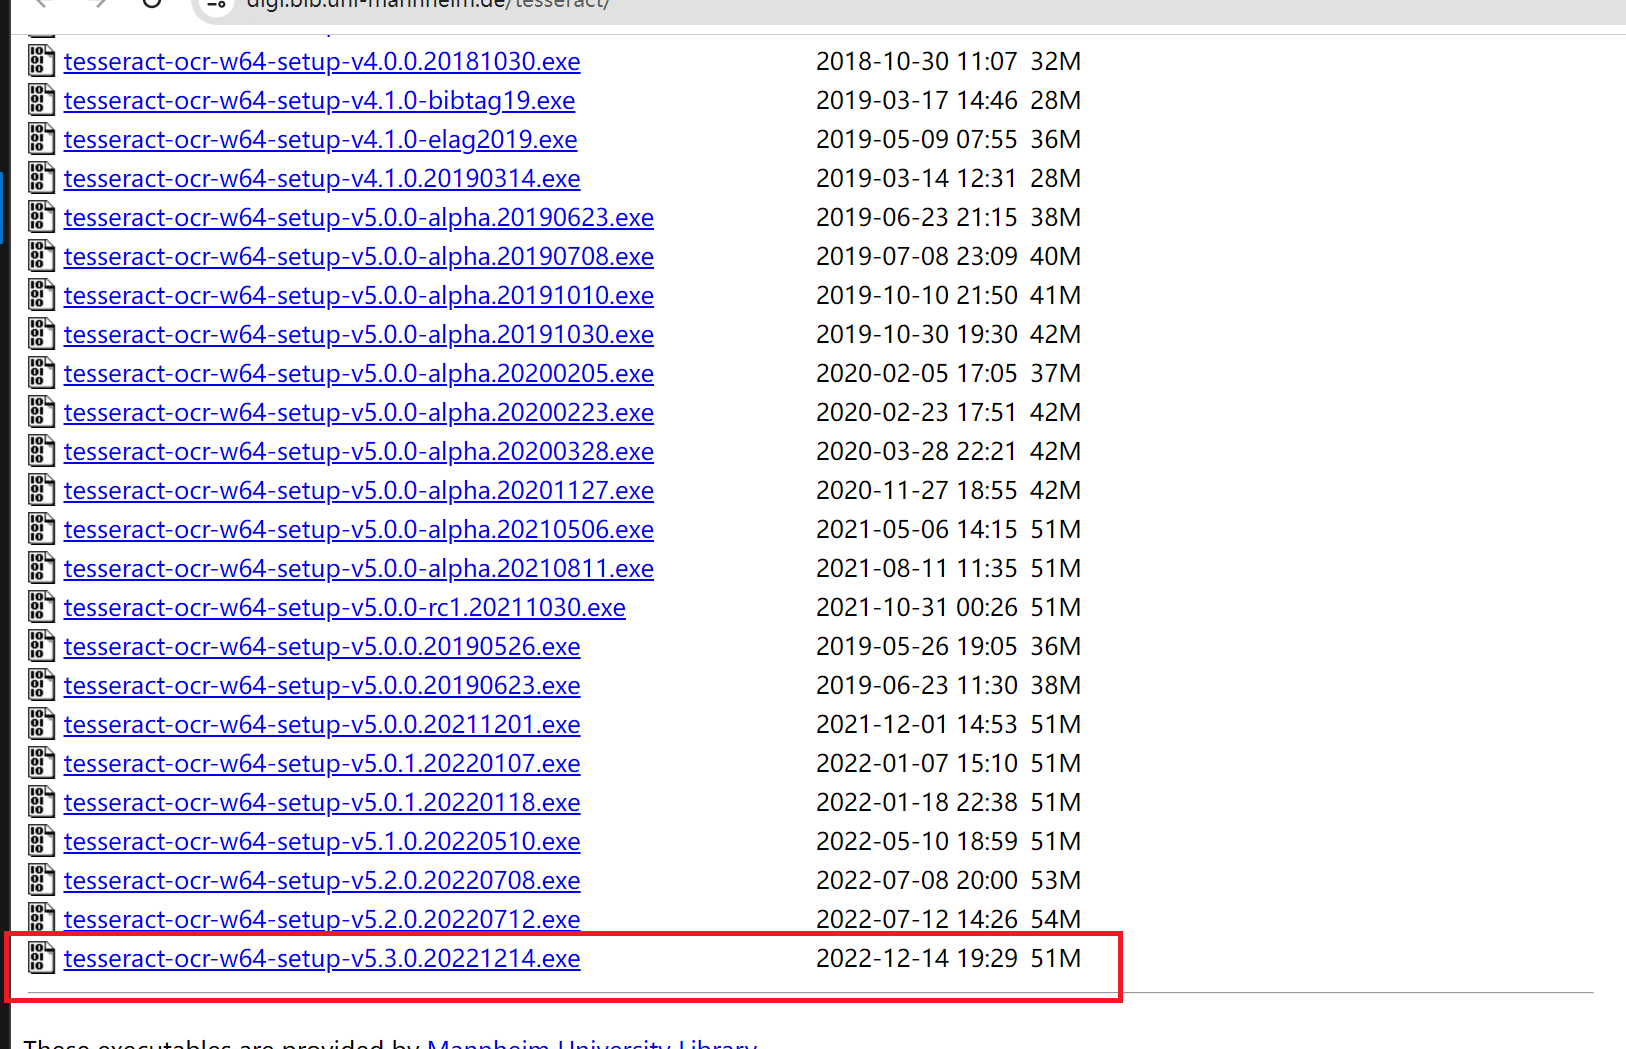 digi.bib.uni-mannheim.de/tesseract/
tesseract-ocr-w64-setup-v4.0.0.20181030.exe 2018-10-30 11:07 32M
tesseract-ocr-w64-setup-v4.1.0-bibtag19.exe 2019-03-17 14:46 28M
tesseract-ocr-w64-setup-v4.1.0-elag2019.exe 2019-05-09 07:55 36M
tesseract-ocr-w64-setup-v4.1.0.20190314.exe 2019-03-14 12:31 28M
tesseract-ocr-w64-setup-v5.0.0-alpha.20190623.exe 2019-06-23 21:15 38M
tesseract-ocr-w64-setup-v5.0.0-alpha.20190708.exe 2019-07-08 23:09 40M
tesseract-ocr-w64-setup-v5.0.0-alpha.20191010.exe 2019-10-10 21:50 41M
tesseract-ocr-w64-setup-v5.0.0-alpha.20191030.exe 2019-10-30 19:30 42M
tesseract-ocr-w64-setup-v5.0.0-alpha.20200205.exe 2020-02-05 17:05 37M
tesseract-ocr-w64-setup-v5.0.0-alpha.20200223.exe 2020-02-23 17:51 42M
tesseract-ocr-w64-setup-v5.0.0-alpha.20200328.exe 2020-03-28 22:21 42M
tesseract-ocr-w64-setup-v5.0.0-alpha.20201127.exe 2020-11-27 18:55 42M
tesseract-ocr-w64-setup-v5.0.0-alpha.20210506.exe 2021-05-06 14:15 51M
tesseract-ocr-w64-setup-v5.0.0-alpha.20210811.exe 2021-08-11 11:35 51M
tesseract-ocr-w64-setup-v5.0.0-rc1.20211030.exe 2021-10-31 00:26 51M
tesseract-ocr-w64-setup-v5.0.0.20190526.exe 2019-05-26 19:05 36M
tesseract-ocr-w64-setup-v5.0.0.20190623.exe 2019-06-23 11:30 38M
tesseract-ocr-w64-setup-v5.0.0.20211201.exe 2021-12-01 14:53 51M
tesseract-ocr-w64-setup-v5.0.1.20220107.exe 2022-01-07 15:10 51M
tesseract-ocr-w64-setup-v5.0.1.20220118.exe 2022-01-18 22:38 51M
tesseract-ocr-w64-setup-v5.1.0.20220510.exe 2022-05-10 18:59 51M
tesseract-ocr-w64-setup-v5.2.0.20220708.exe 2022-07-08 20:00 53M
tesseract-ocr-w64-setup-v5.2.0.20220712.exe 2022-07-12 14:26 54M
tesseract-ocr-w64-setup-v5.3.0.20221214.exe 2022-12-14 19:29 51M
These executables are provided by Mannheim University Library